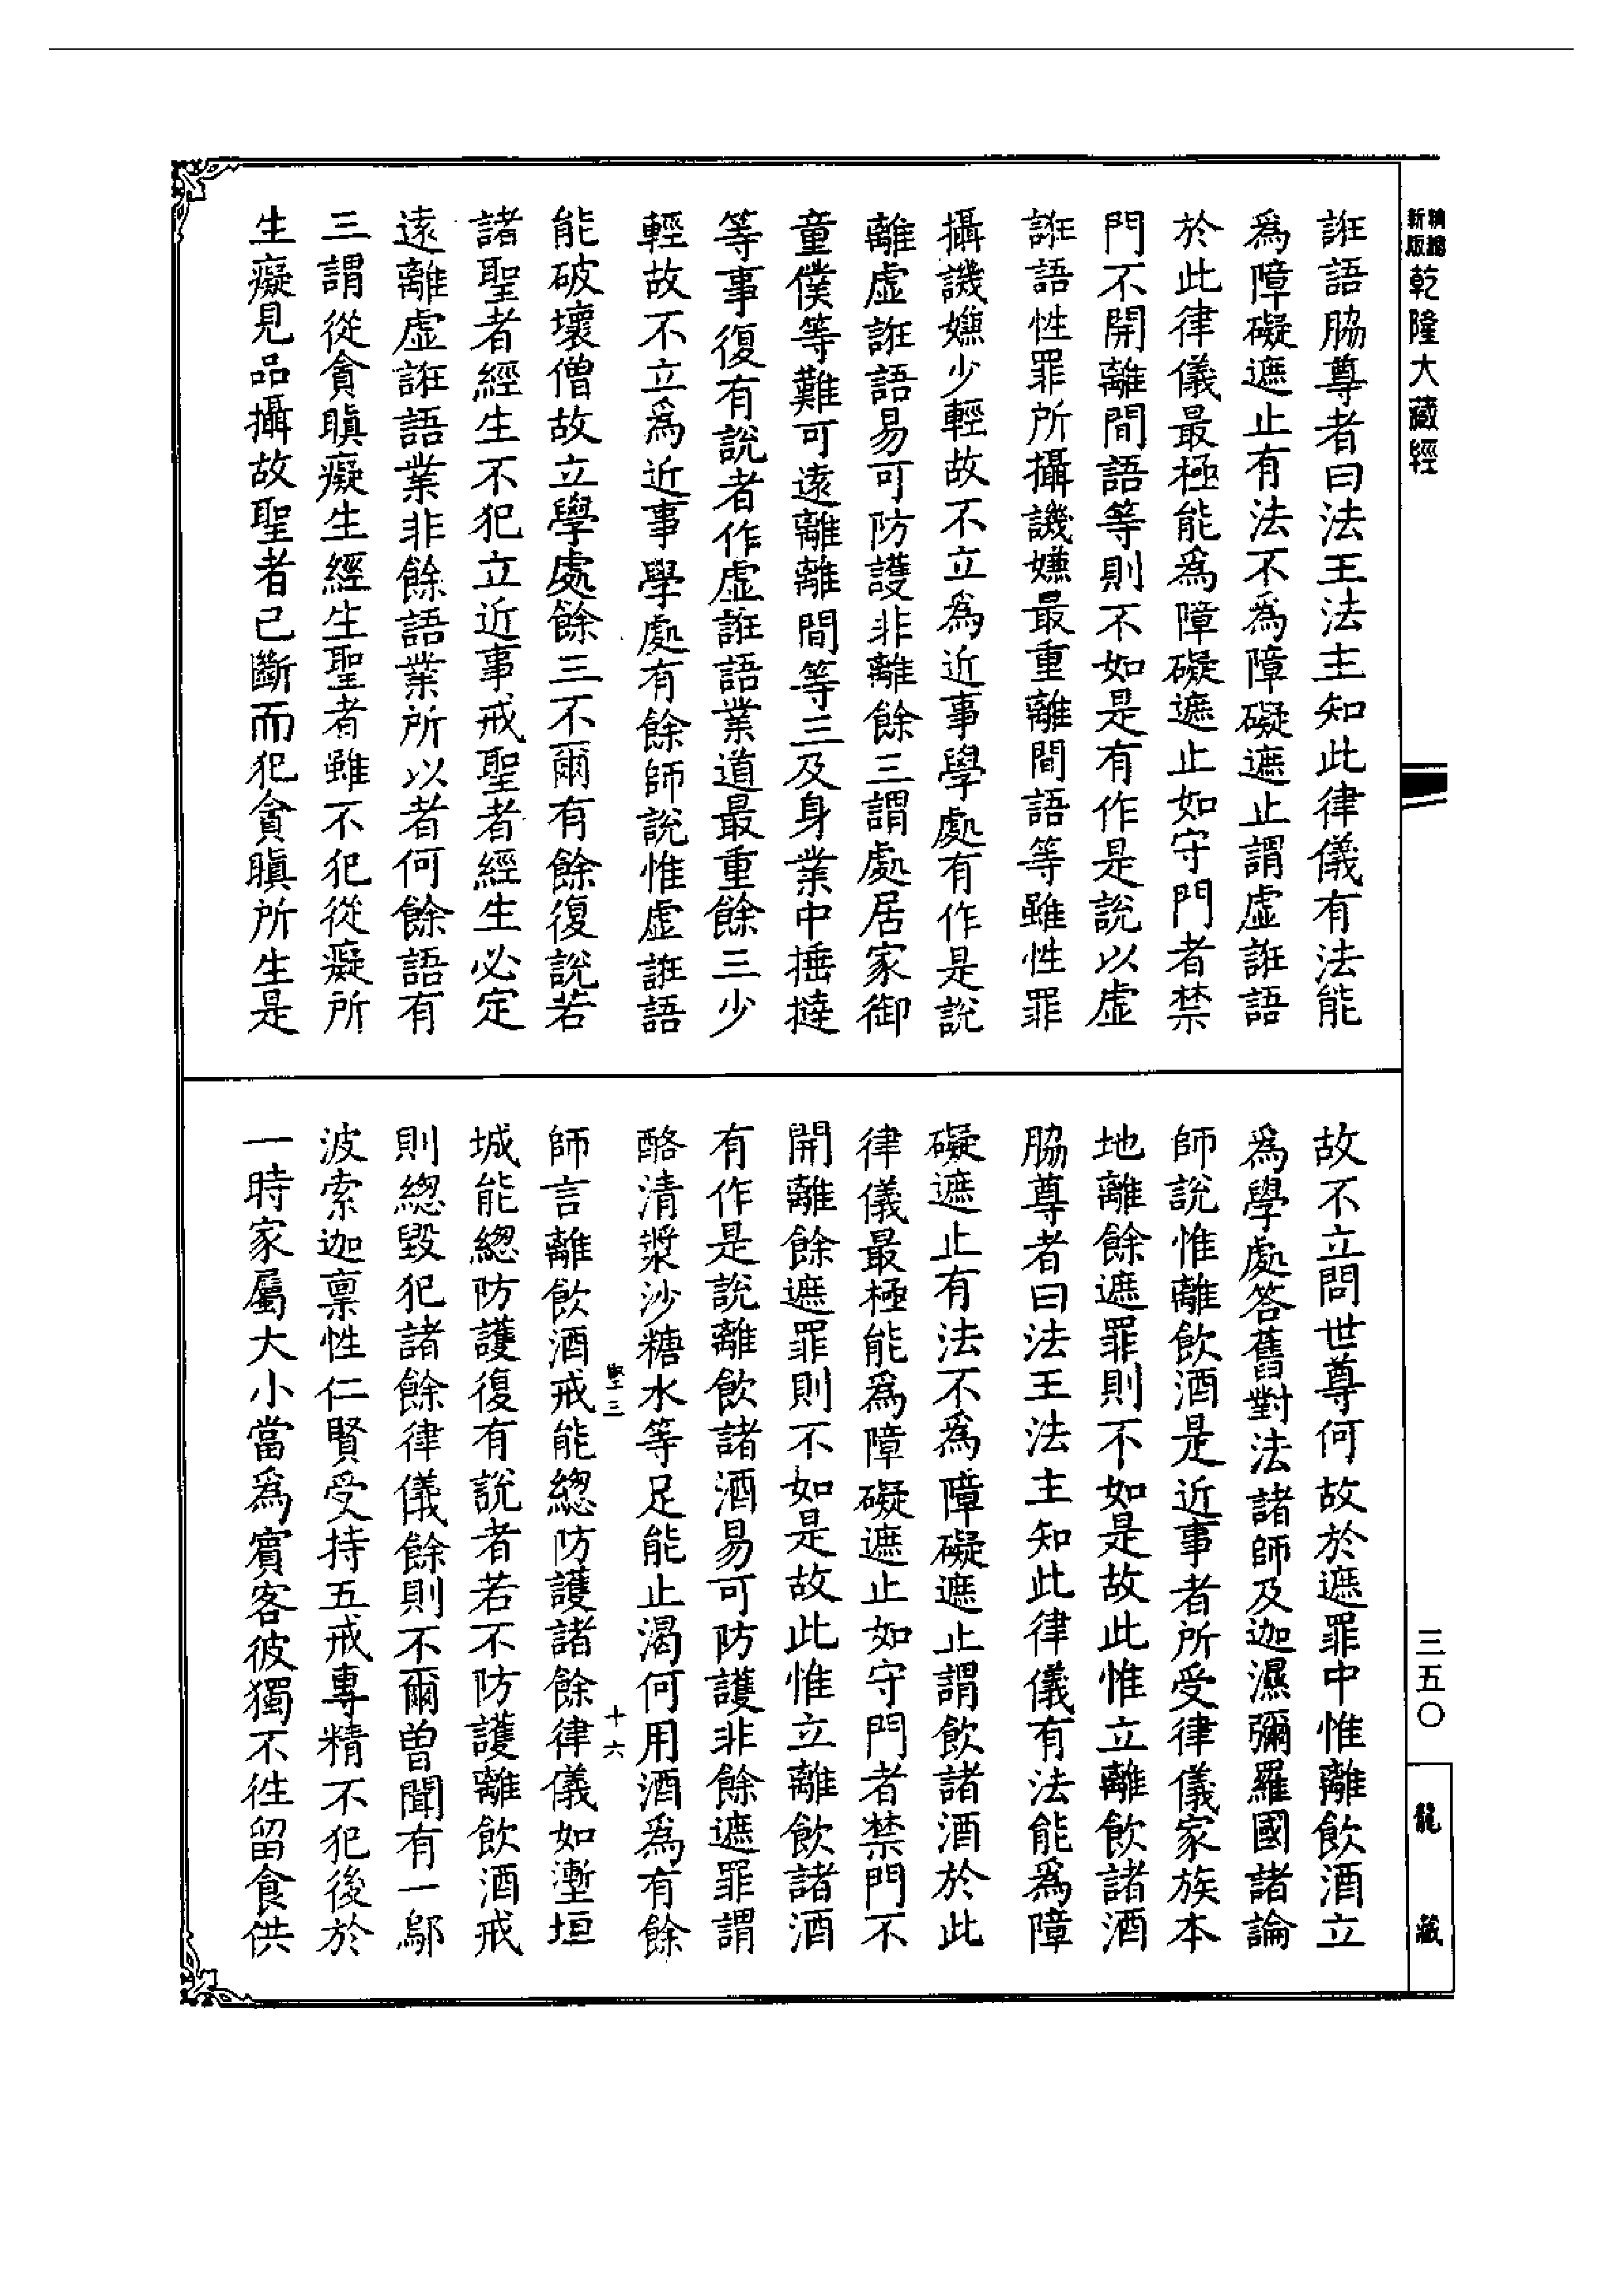 新版精縮乾隆大藏經
誑語脇尊者曰法王法主知此律儀有法能
爲障礙遮止有法不爲障礙遮止謂虛誑語
於此律儀最極能爲障礙遮止如守門者禁
門不開離間語等則不如是有作是說以虛
誑語性罪所攝譏嫌最重離間語等雖性罪
攝譏嫌少輕故不立爲近事學處有作是說
離虛誑語易可防護非離餘三謂處居家御
童僕等難可遠離離間等三及身業中捶撻
等事復有說者作虛誑語業道最重餘三少
輕故不立爲近事學處有餘師說惟虛誑語
能破壞僧故立學處餘三不爾有餘復說若
諸聖者經生不犯立近事戒聖者經生必定
遠離虛誑語業非餘語業所以者何餘語有
三謂從貪瞋癡生經生聖者雖不犯從癡所
生癡見品攝故聖者已斷而犯貪瞋所生是
故不立問世尊何故於遮罪中惟離飲酒立
爲學處答舊對法諸師及迦濕彌羅國諸論
師說惟離飲酒是近事者所受律儀家族本
地離餘遮罪則不如是故此惟立離飲諸酒
脇尊者曰法王法主知此律儀有法能爲障
礙遮止有法不爲障礙遮止謂飲諸酒於此
律儀最極能爲障礙遮止如守門者禁門不
開離餘遮罪則不如是故此惟立離飲諸酒
有作是說離飲諸酒易可防護非餘遮罪謂
酪清漿沙糖水等足能止渴何用酒爲有餘
十六
師言離飲酒戒能總防護諸餘律儀如壍垣
城能總防護復有說者若不防護離飲酒戒
則總毀犯諸餘律儀餘則不爾曾聞有一鄔
波索迦稟性仁賢受持五戒專精不犯後於
一時家屬大小當爲賓客彼獨不往留食供
三五〇
龍藏